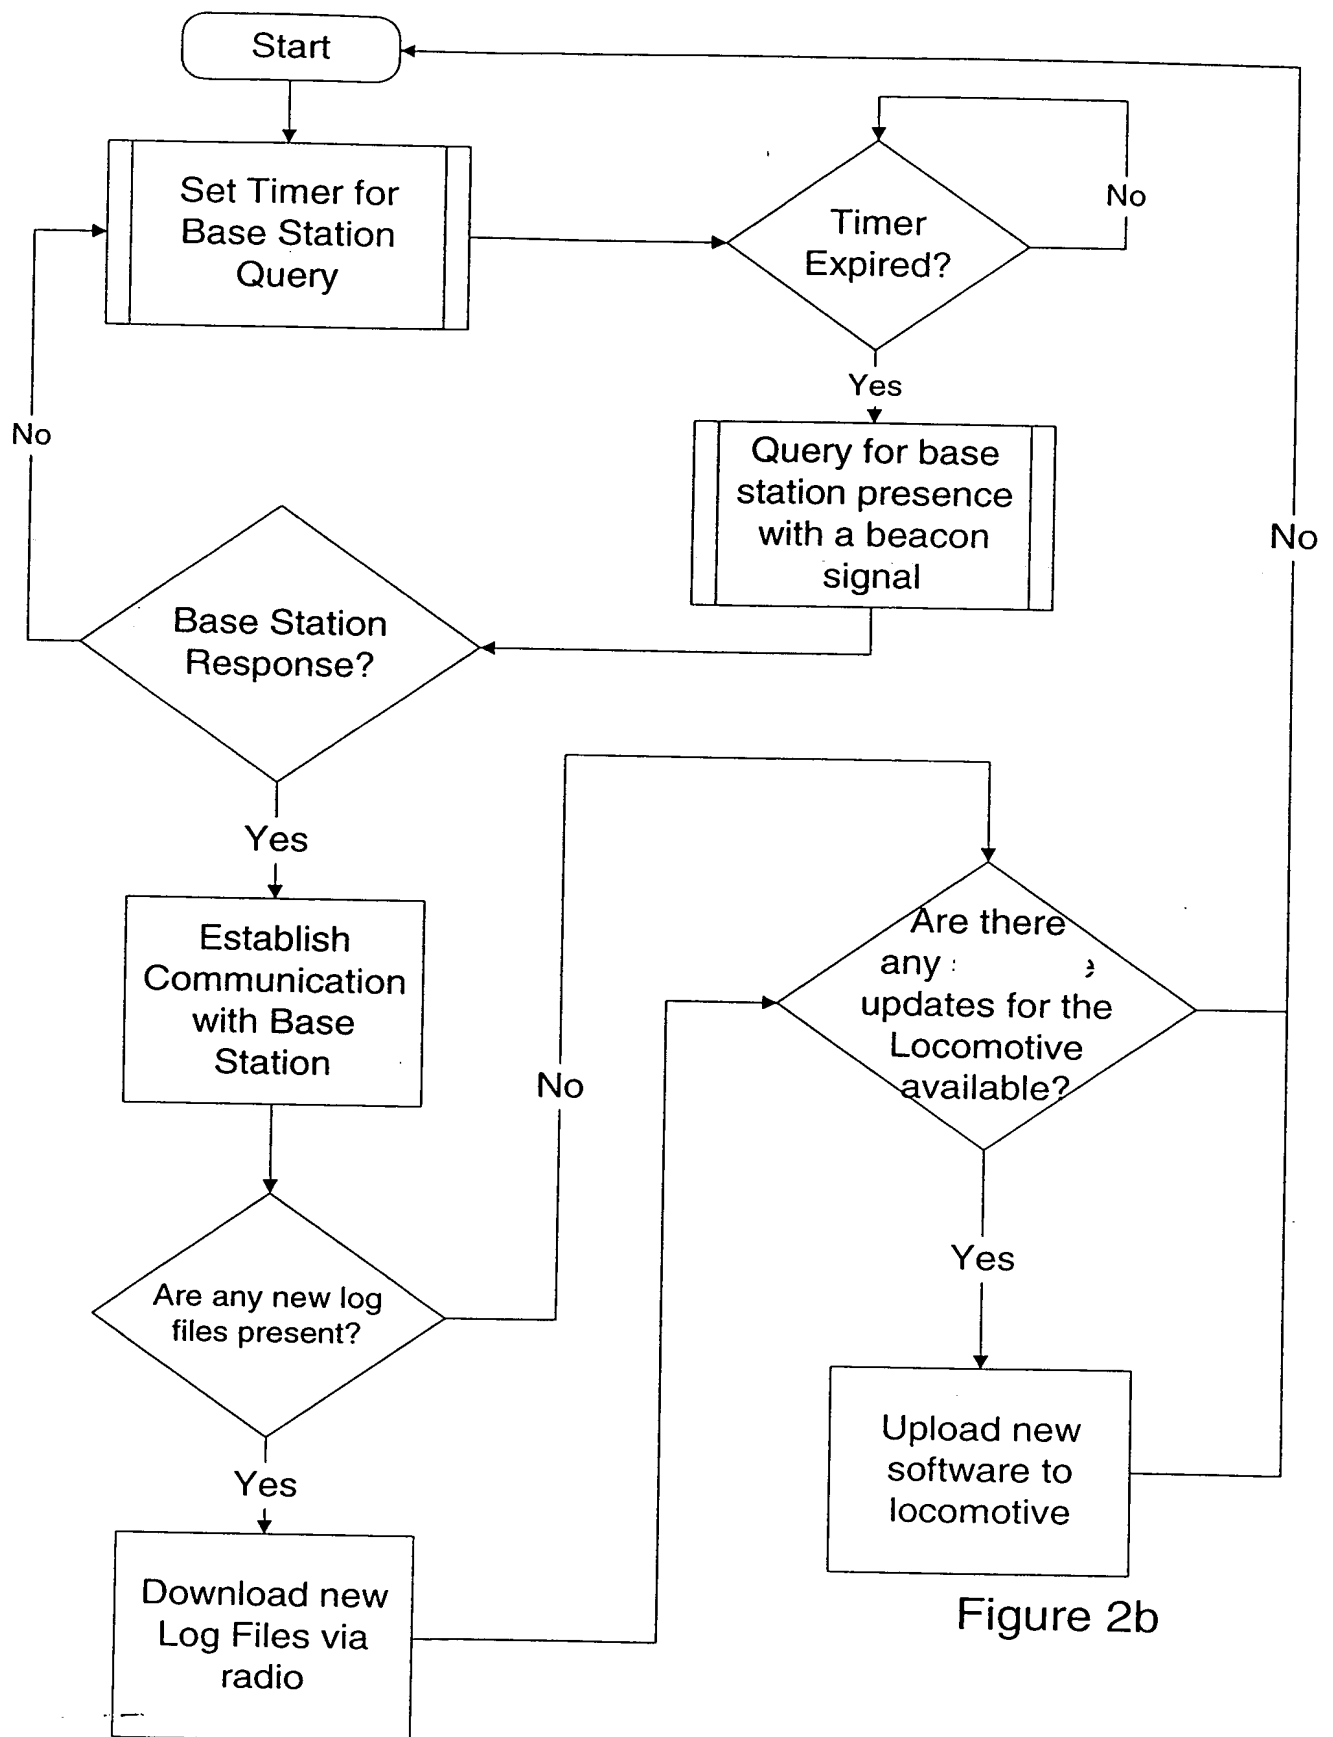 Start
Set Timer for
Base Station
Query
Timer
Expired?
No
Yes
No
Query for base
station presence
with a beacon
signal
No
Base Station
Response?
Yes
Establish
Communication
with Base
Station
Are there
any
updates for the
Locomotive
available?
No
Are any new log
files present?
Yes
Yes
Upload new
software to
locomotive
Download new
Log Files via
radio
Figure 2b